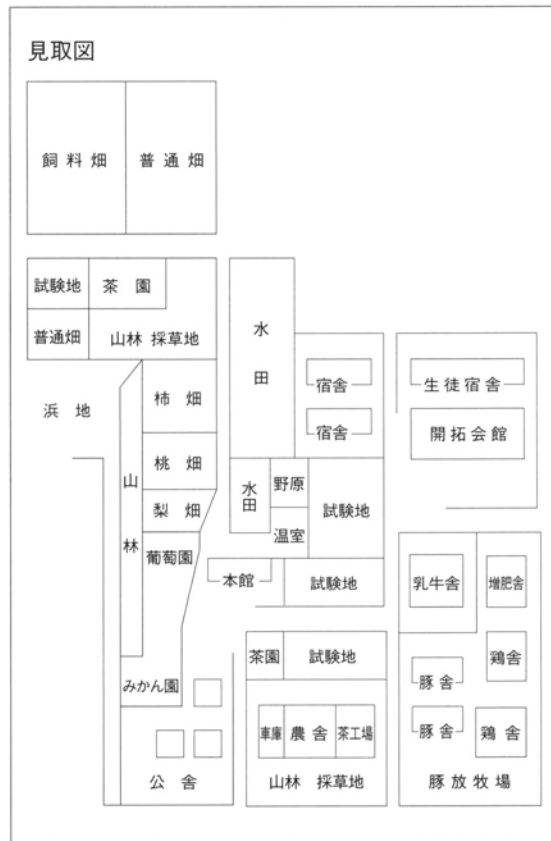 見取図
飼料畑 普通畑
試験地 茶園
普通畑 山林 採草地
水田
宿舎
宿舎
生徒宿舎
開拓会館
浜地
柿畑
桃畑
梨畑
山林
葡萄園
みかん園
水田
野原
温室
試験地
本館
試験地
乳牛舎
増肥舎
鶏舎
豚舎
豚舎
鶏舎
豚放牧場
茶園 試験地
車庫 農舎 茶工場
山林 採草地
公舎